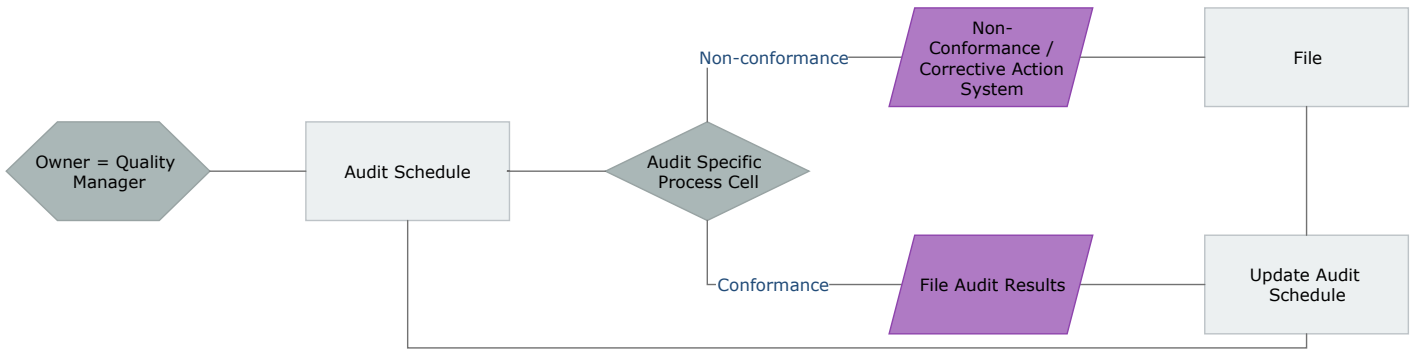 Owner = Quality
Manager
Audit Schedule
Audit Specific
Process Cell
Non-conformance
Non-
Conformance /
Corrective Action
System
File
Conformance
File Audit Results
Update Audit
Schedule